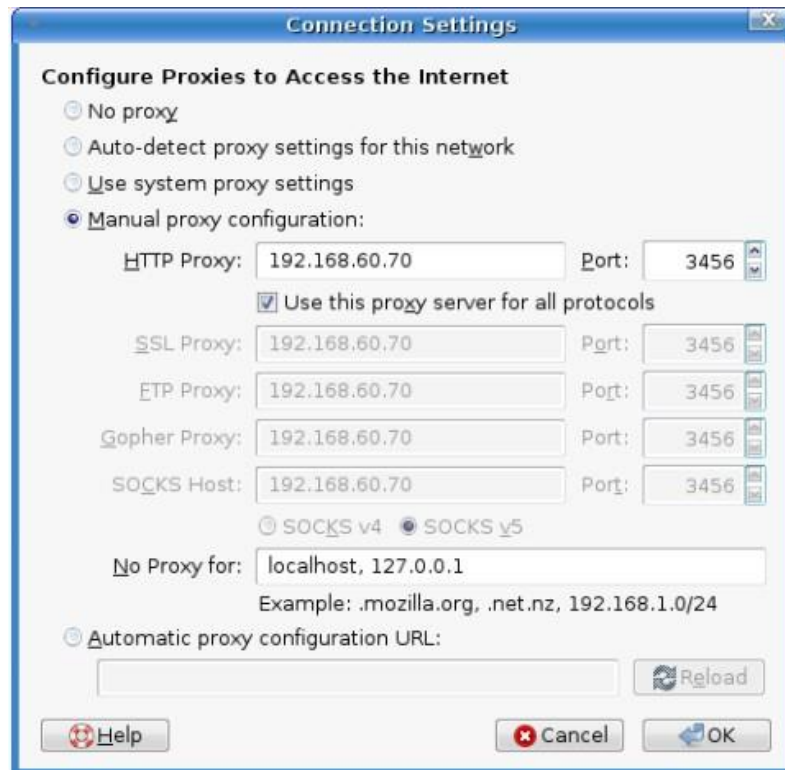 Connection Settings
Configure Proxies to Access the Internet
No proxy
Auto-detect proxy settings for this network
Use system proxy settings
Manual proxy configuration:
HTTP Proxy: 192.168.60.70 Port: 3456
Use this proxy server for all protocols
SSL Proxy: 192.168.60.70 Port: 3456
FTP Proxy: 192.168.60.70 Port: 3456
Gopher Proxy: 192.168.60.70 Port: 3456
SOCKS Host: 192.168.60.70 Port: 3456
SOCKS v4 SOCKS v5
No Proxy for: localhost, 127.0.0.1
Example: .mozilla.org, .net.nz, 192.168.1.0/24
Automatic proxy configuration URL:
Reload
Help Cancel OK